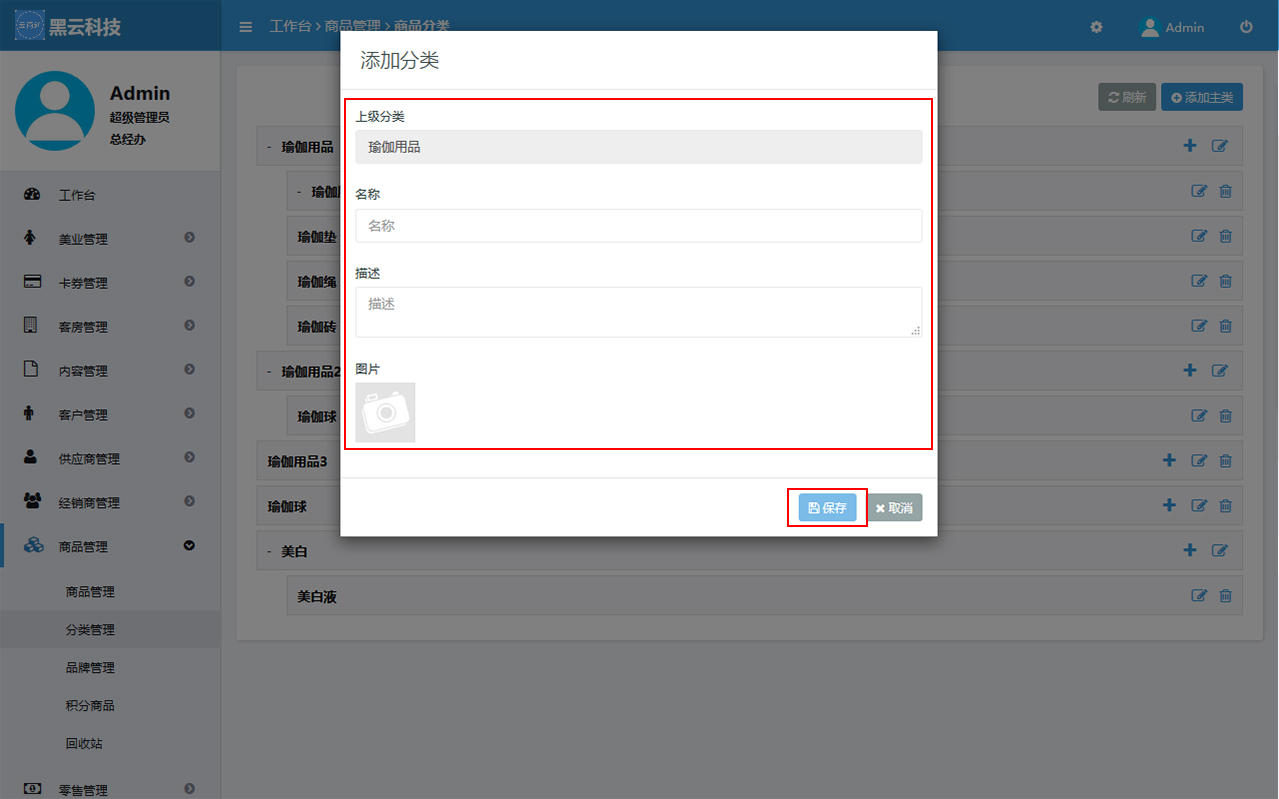 黑云科技
工作台 > 商品管理 > 商品分类
Admin
Admin
超级管理员
总经办
工作台
美业管理
卡券管理
客房管理
内容管理
客户管理
供应商管理
经销商管理
商品管理
商品管理
分类管理
品牌管理
积分商品
回收站
零售管理
刷新
添加主类
- 瑜伽用品
瑜伽垫
瑜伽绳
瑜伽砖
- 瑜伽用品2
瑜伽球
瑜伽用品3
瑜伽球
- 美白
美白液
添加分类
上级分类
瑜伽用品
名称
名称
描述
描述
图片
保存
取消